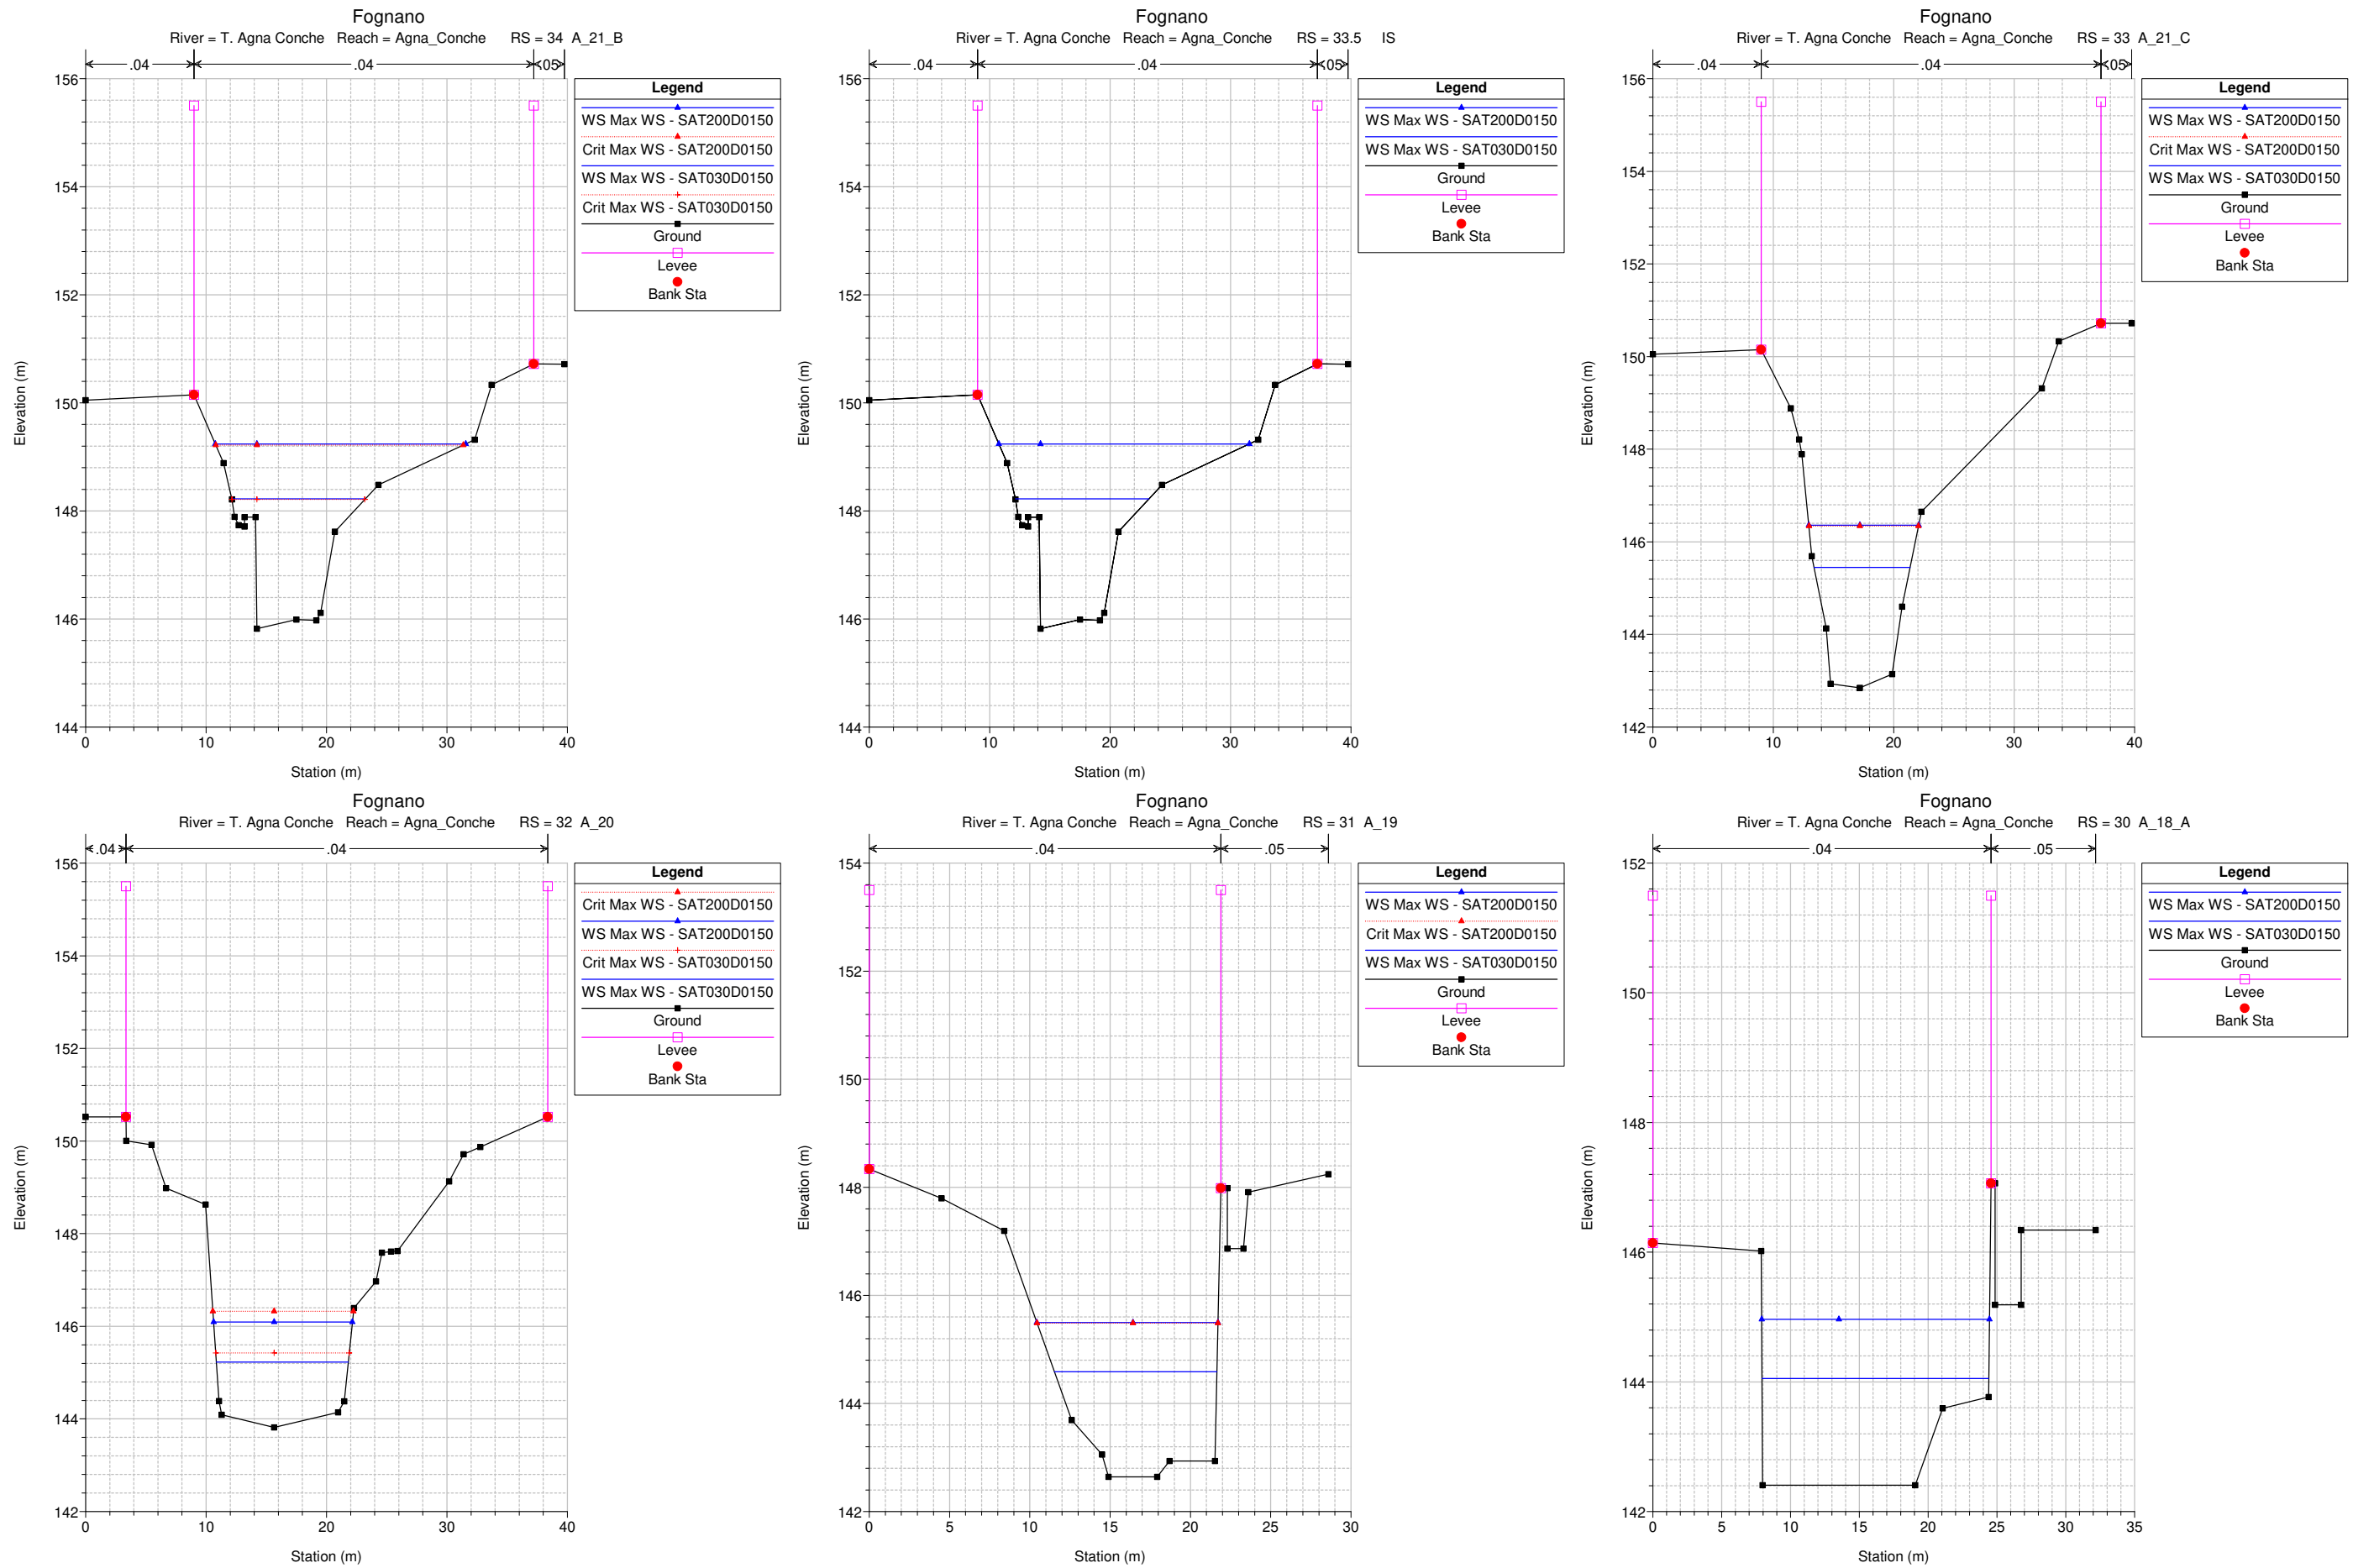 Fognano
River = T. Agna Conche Reach = Agna_Conche RS = 34 A_21_B
.04 .04 .05
Legend
WS Max WS - SAT200D0150
Crit Max WS - SAT200D0150
WS Max WS - SAT030D0150
Crit Max WS - SAT030D0150
Ground
Levee
Bank Sta
156
154
152
150
148
146
144
Elevation (m)
0 10 20 30 40
Station (m)
Fognano
River = T. Agna Conche Reach = Agna_Conche RS = 33.5 IS
.04 .04 .05
Legend
WS Max WS - SAT200D0150
WS Max WS - SAT030D0150
Ground
Levee
Bank Sta
156
154
152
150
148
146
144
Elevation (m)
0 10 20 30 40
Station (m)
Fognano
River = T. Agna Conche Reach = Agna_Conche RS = 33 A_21_C
.04 .04 .05
Legend
WS Max WS - SAT200D0150
Crit Max WS - SAT200D0150
WS Max WS - SAT030D0150
Ground
Levee
Bank Sta
156
154
152
150
148
146
144
142
Elevation (m)
0 10 20 30 40
Station (m)
Fognano
River = T. Agna Conche Reach = Agna_Conche RS = 32 A_20
.04 .04
Legend
Crit Max WS - SAT200D0150
WS Max WS - SAT200D0150
Crit Max WS - SAT030D0150
WS Max WS - SAT030D0150
Ground
Levee
Bank Sta
156
154
152
150
148
146
144
142
Elevation (m)
0 10 20 30 40
Station (m)
Fognano
River = T. Agna Conche Reach = Agna_Conche RS = 31 A_19
.04 .05
Legend
WS Max WS - SAT200D0150
Crit Max WS - SAT200D0150
WS Max WS - SAT030D0150
Ground
Levee
Bank Sta
154
152
150
148
146
144
142
Elevation (m)
0 5 10 15 20 25 30
Station (m)
Fognano
River = T. Agna Conche Reach = Agna_Conche RS = 30 A_18_A
.04 .05
Legend
WS Max WS - SAT200D0150
WS Max WS - SAT030D0150
Ground
Levee
Bank Sta
152
150
148
146
144
142
Elevation (m)
0 5 10 15 20 25 30 35
Station (m)